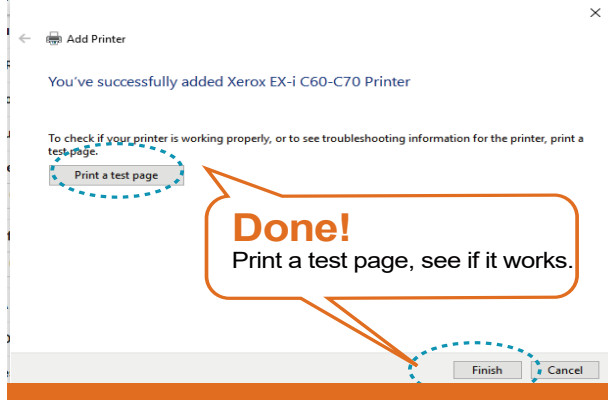 Add Printer
You've successfully added Xerox EX-i C60-C70 Printer
To check if your printer is working properly, or to see troubleshooting information for the printer, print a
test page.
Print a test page
Done!
Print a test page, see if it works.
Finish
Cancel